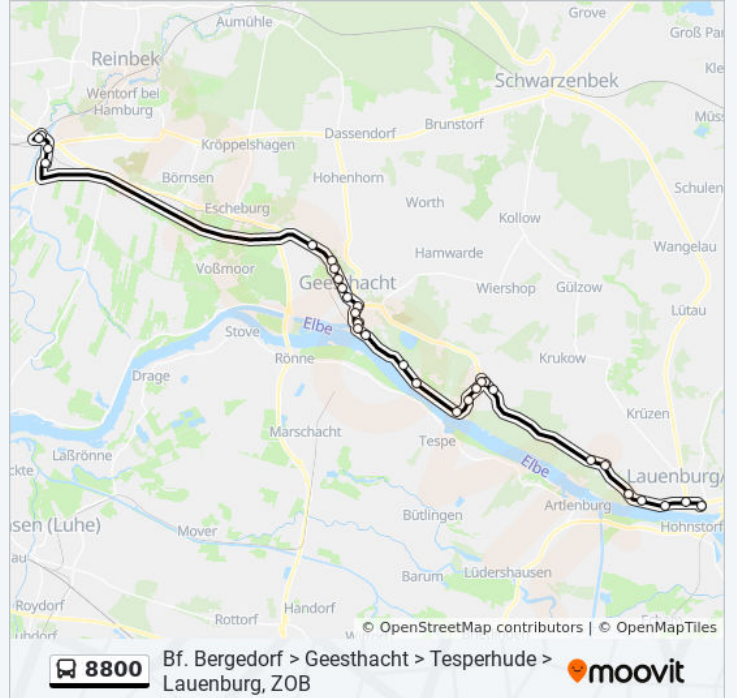 Grove
Aumühle
Groß Par
Reinbek
Kle
Schwarzenbek
Wentorf bei
Hamburg
Müss
Brunstorf
Dassendorf
Kröppelshagen
Börnsen
Hohenhorn
Schulen
Worth
Escheburg
Kollow
Wangelau
Hamwarde
Voßmoor
Geesthacht
Wiershop
Gülzow
Lütau
Elbe
Stove
Rönne
Krukow
Drage
Krüzen
Marschacht
Tespe
Laßrönne
ckte
Elbe
Lauenburg/
Artlenburg
Bütlingen
sen (Luhe)
Hohnstorf
Mover
au
Barum
Lüdershausen
Roydorf
Handorf
Rottorf
© OpenStreetMap contributors | © OpenMapTiles
8800
Bf. Bergedorf > Geesthacht > Tesperhude >
Lauenburg, ZOB
moovit